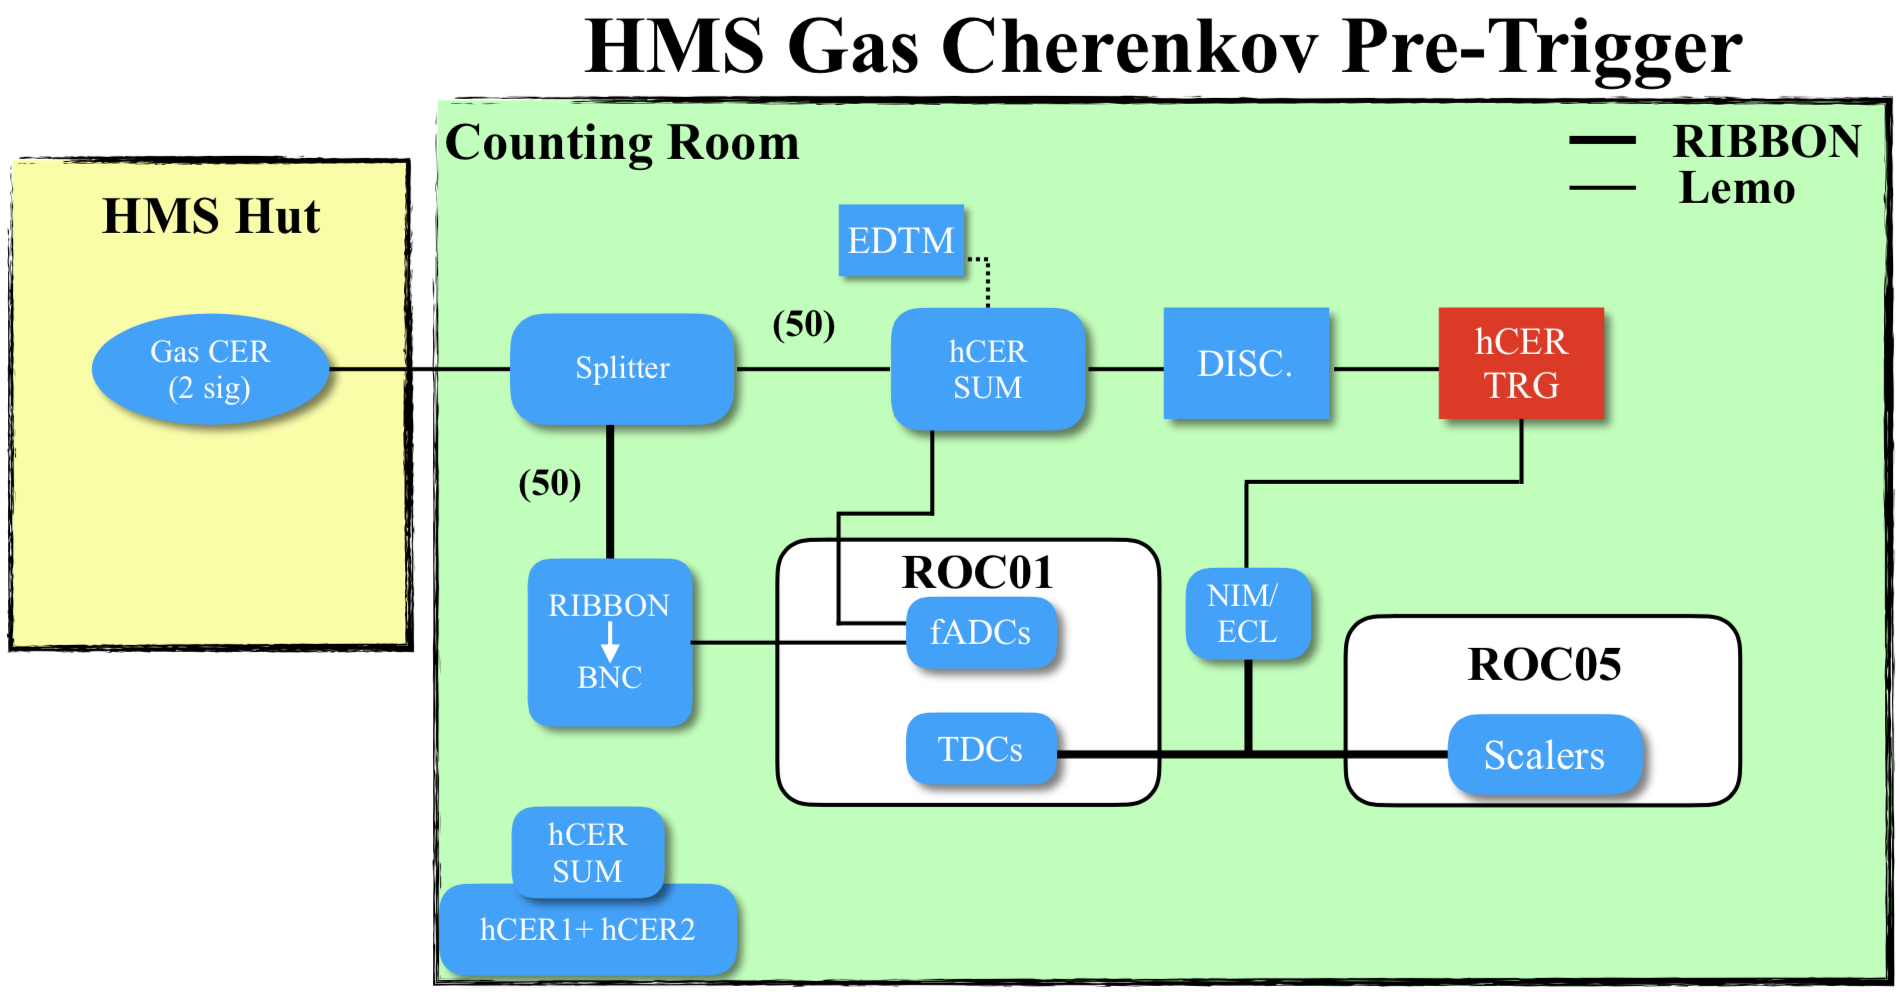 HMS Gas Cherenkov Pre-Trigger
Counting Room
RIBBON
Lemo
HMS Hut
EDTM
Gas CER
(2 sig)
Splitter
(50)
hCER
SUM
DISC.
hCER
TRG
(50)
RIBBON
BNC
ROC01
fADCs
TDCs
NIM/
ECL
ROC05
Scalers
hCER
SUM
hCER1+ hCER2